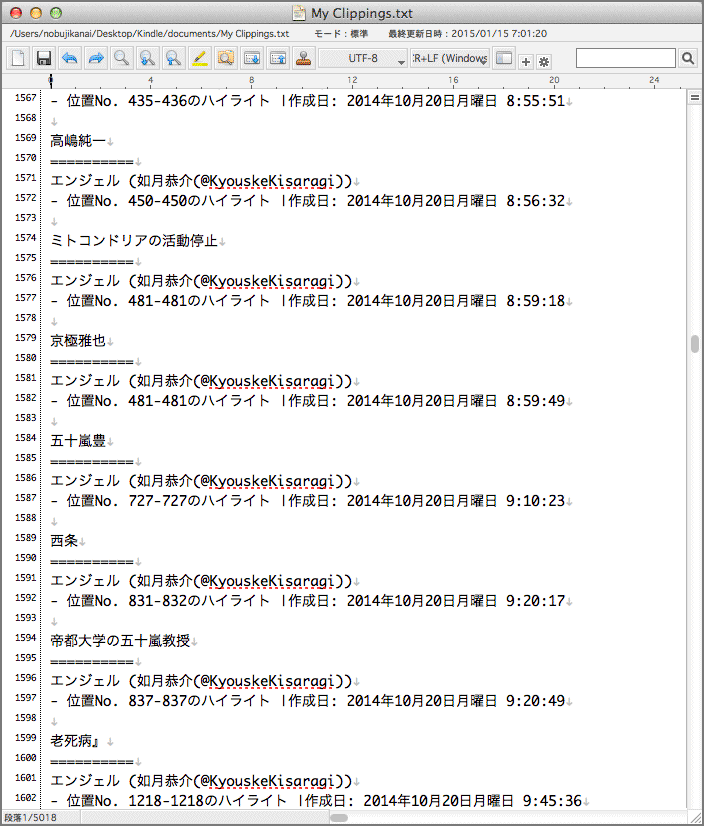 My Clippings.txt
/Users/nobujikanai/Desktop/Kindle/documents/My Clippings.txt モード：標準 最終更新日時：2015/01/15 7:01:20
UTF-8 CR+LF (Windows)
0 4 8 12 16 20 24
1567 - 位置No. 435-436のハイライト |作成日: 2014年10月20日月曜日 8:55:51↓
1568 ↓
1569 高嶋純一↓
1570 ==========↓
1571 エンジェル (如月恭介(@KyouskeKisaragi))↓
1572 - 位置No. 450-450のハイライト |作成日: 2014年10月20日月曜日 8:56:32↓
1573 ↓
1574 ミトコンドリアの活動停止↓
1575 ==========↓
1576 エンジェル (如月恭介(@KyouskeKisaragi))↓
1577 - 位置No. 481-481のハイライト |作成日: 2014年10月20日月曜日 8:59:18↓
1578 ↓
1579 京極雅也↓
1580 ==========↓
1581 エンジェル (如月恭介(@KyouskeKisaragi))↓
1582 - 位置No. 481-481のハイライト |作成日: 2014年10月20日月曜日 8:59:49↓
1583 ↓
1584 五十嵐豊↓
1585 ==========↓
1586 エンジェル (如月恭介(@KyouskeKisaragi))↓
1587 - 位置No. 727-727のハイライト |作成日: 2014年10月20日月曜日 9:10:23↓
1588 ↓
1589 西条↓
1590 ==========↓
1591 エンジェル (如月恭介(@KyouskeKisaragi))↓
1592 - 位置No. 831-832のハイライト |作成日: 2014年10月20日月曜日 9:20:17↓
1593 ↓
1594 帝都大学の五十嵐教授↓
1595 ==========↓
1596 エンジェル (如月恭介(@KyouskeKisaragi))↓
1597 - 位置No. 837-837のハイライト |作成日: 2014年10月20日月曜日 9:20:49↓
1598 ↓
1599 老死病』↓
1600 ==========↓
1601 エンジェル (如月恭介(@KyouskeKisaragi))↓
1602 - 位置No. 1218-1218のハイライト |作成日: 2014年10月20日月曜日 9:45:36↓
段落1/5018